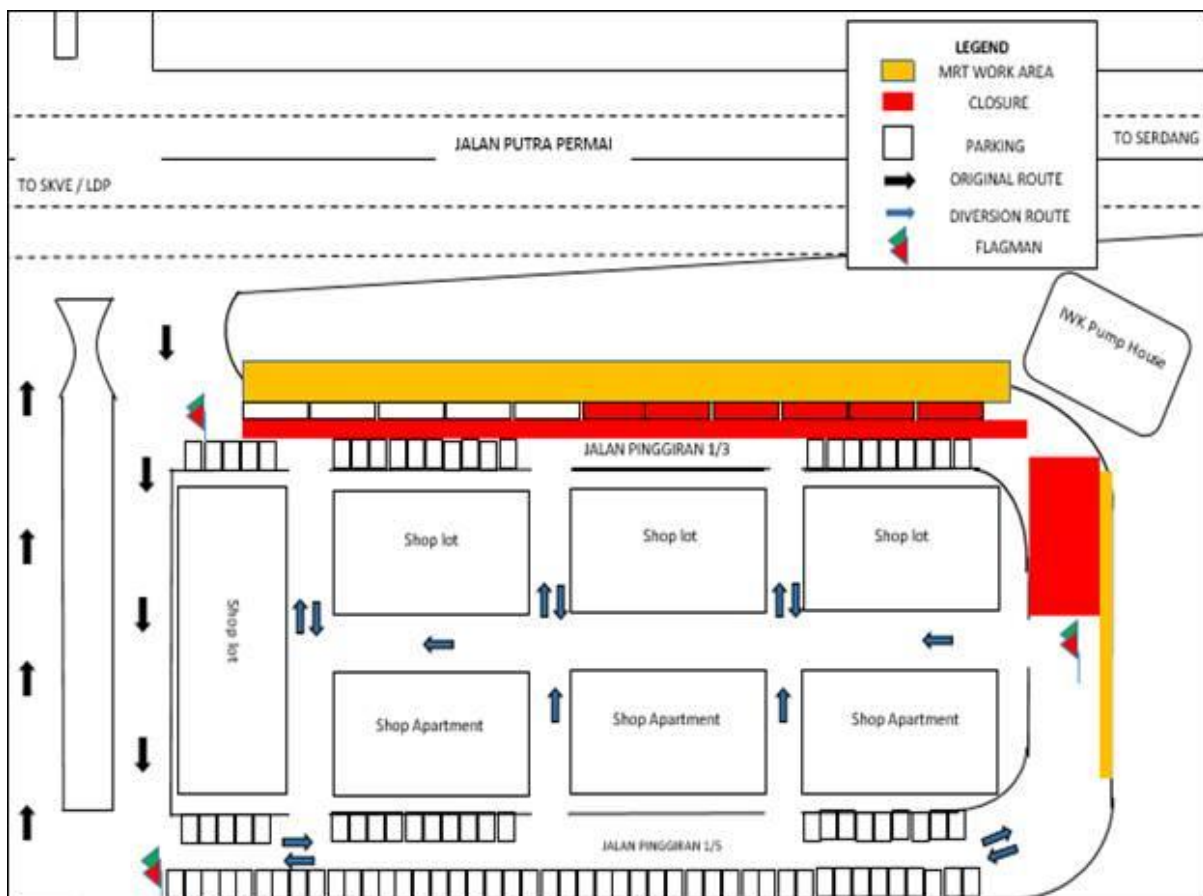 LEGEND
MRT WORK AREA
CLOSURE
PARKING
ORIGINAL ROUTE
DIVERSION ROUTE
FLAGMAN
JALAN PUTRA PERMAI
TO SERDANG
TO SKVE / LDP
IWK Pump House
JALAN PINGGIRAN 1/3
Shop lot
Shop lot
Shop lot
Shop lot
Shop Apartment
Shop Apartment
Shop Apartment
JALAN PINGGIRAN 1/5